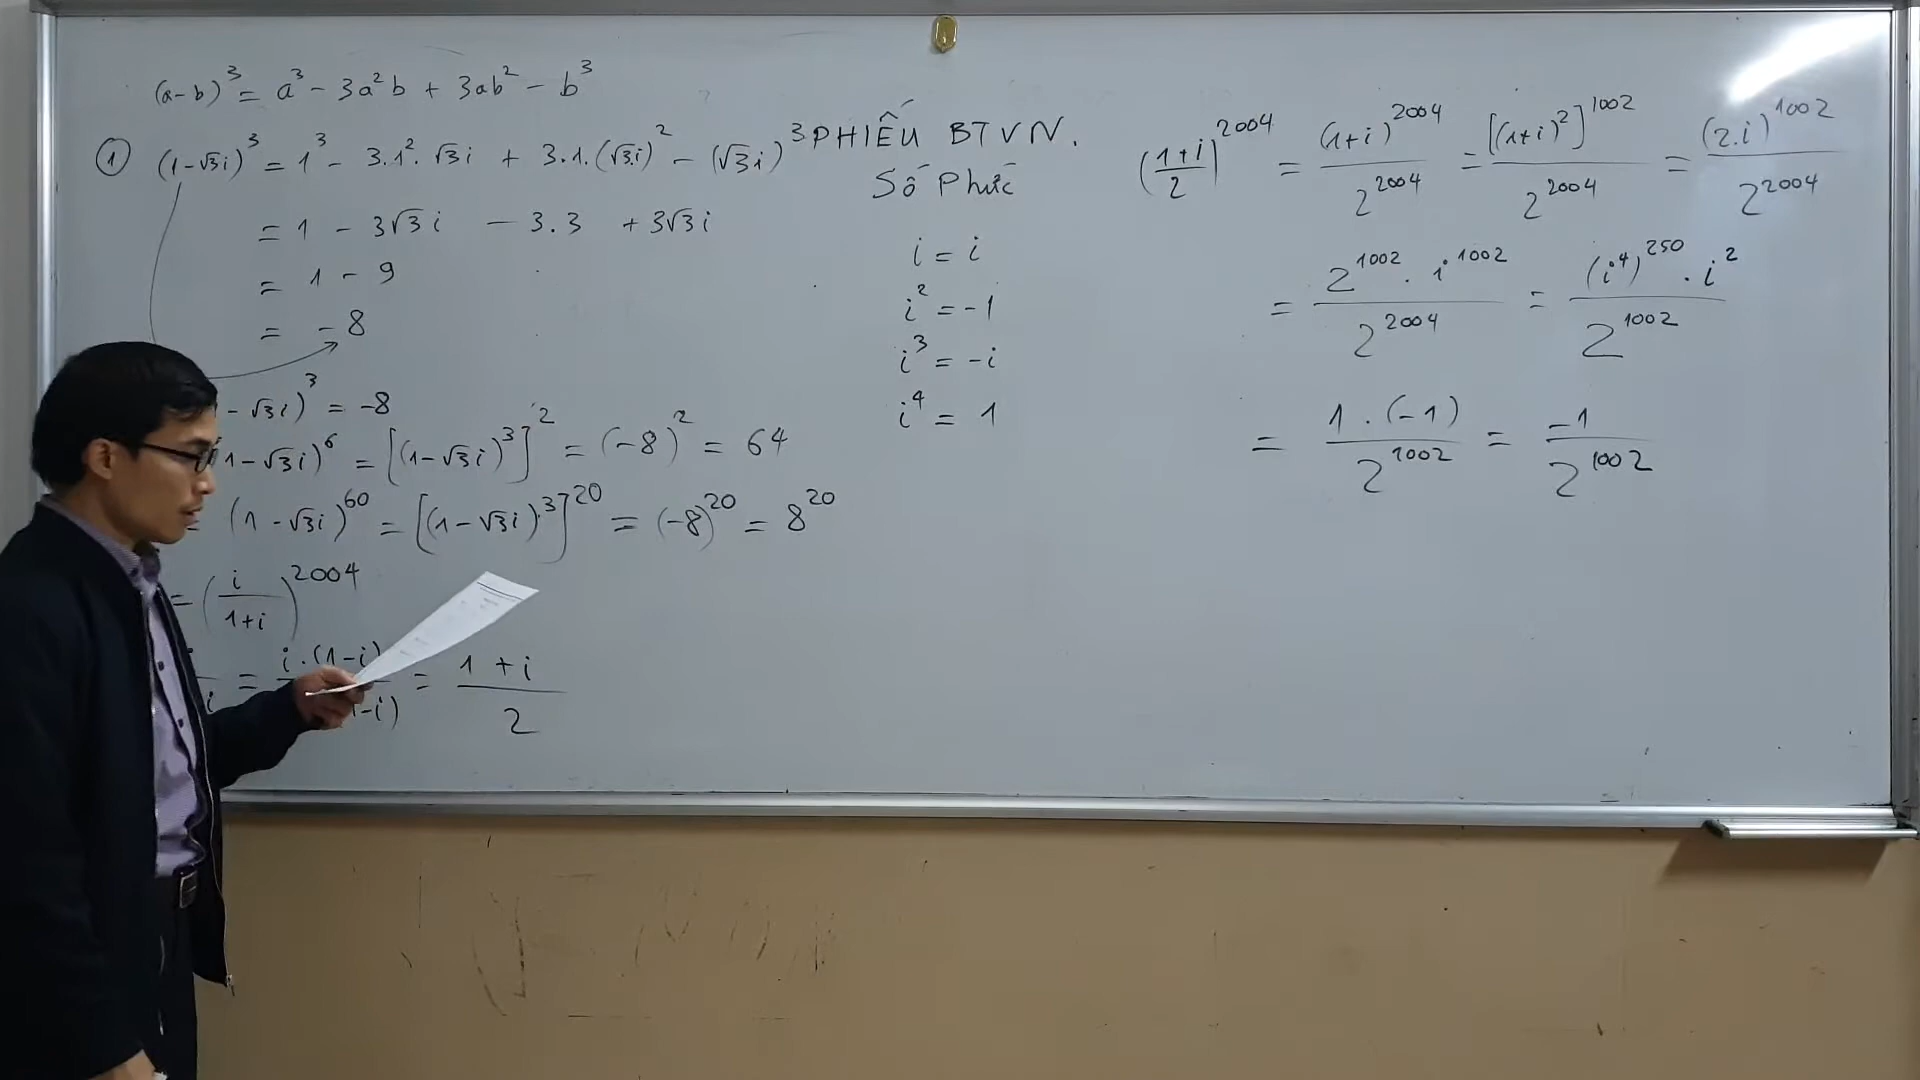 (a-b)³ = a³ - 3a²b + 3ab² - b³
① (1-√3i)³ = 1³ - 3.1².√3i + 3.1.(√3i)² - (√3i)³
= 1 - 3√3i - 3.3 + 3√3i
= 1 - 9
= -8
- √3i)³ = -8
1-√3i)⁶ = [(1-√3i)³]² = (-8)² = 64
= (1-√3i)⁶⁰ = [(1-√3i)³]²⁰ = (-8)²⁰ = 8²⁰
= (i/(1+i))²⁰⁰⁴
i = i.(1-i)/-i) = (1+i)/2
PHIẾU BTVN.
Số Phức
i = i
i² = -1
i³ = -i
i⁴ = 1
((1+i)/2)²⁰⁰⁴ = (1+i)²⁰⁰⁴/2²⁰⁰⁴ = [(1+i)²]¹⁰⁰²/2²⁰⁰⁴ = (2.i)¹⁰⁰²/2²⁰⁰⁴
= 2¹⁰⁰².i¹⁰⁰²/2²⁰⁰⁴ = (i⁴)²⁵⁰.i²/2¹⁰⁰²
= 1.(-1)/2¹⁰⁰² = -1/2¹⁰⁰²